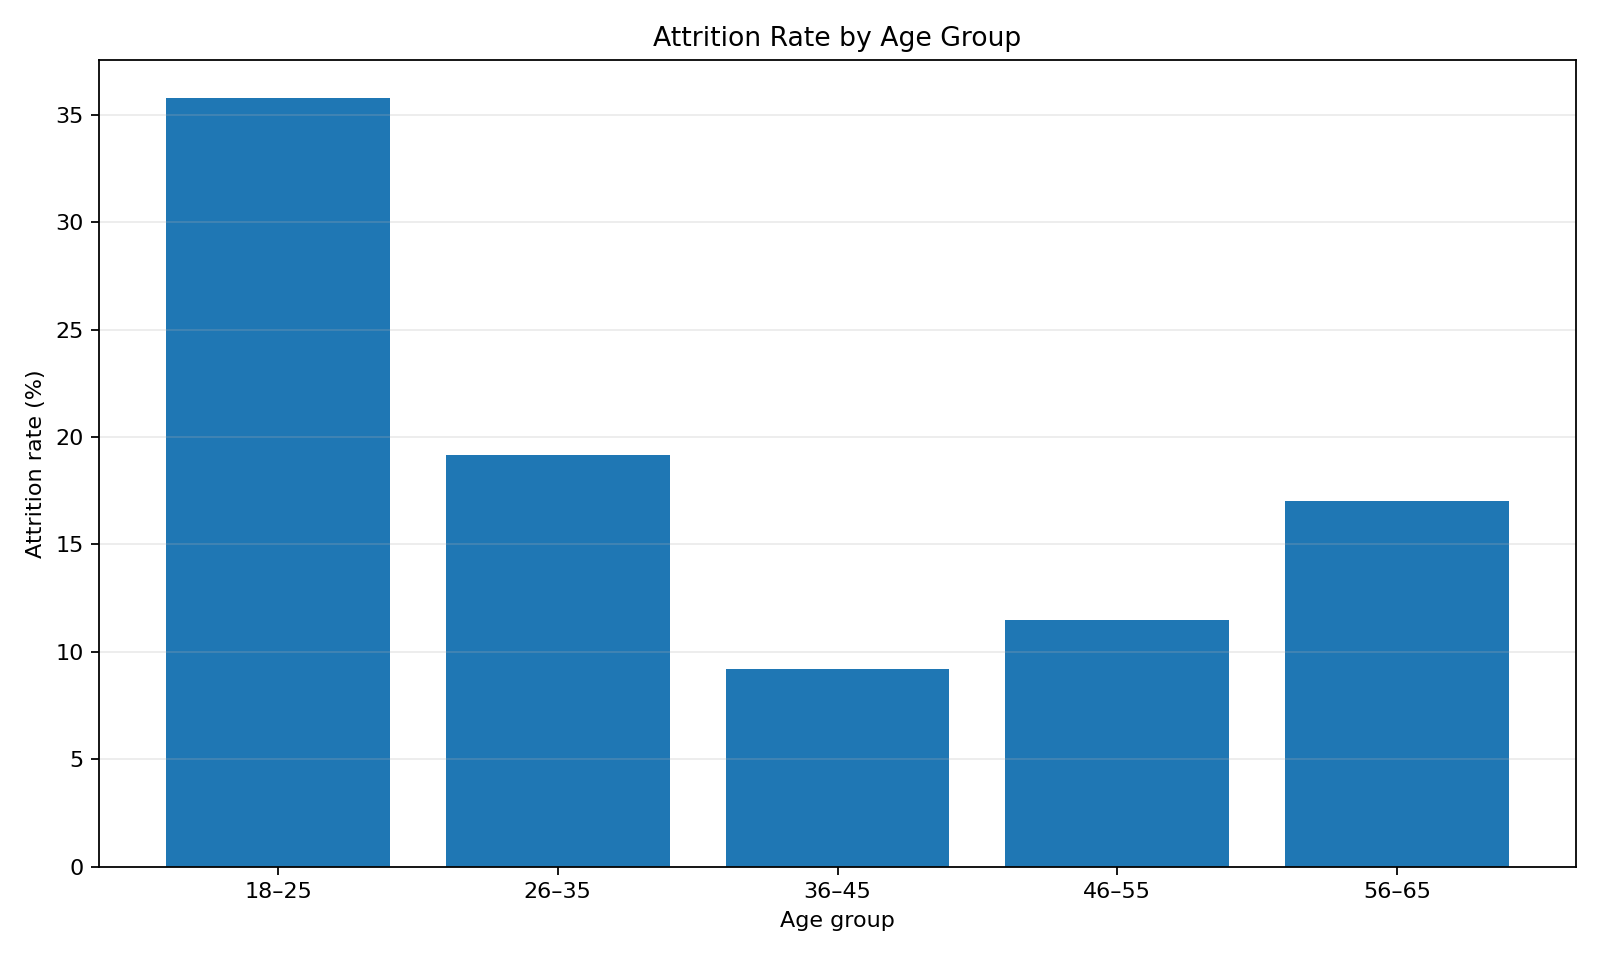 Attrition Rate by Age Group
Attrition rate (%)
35
30
25
20
15
10
5
0
18–25 26–35 36–45 46–55 56–65
Age group